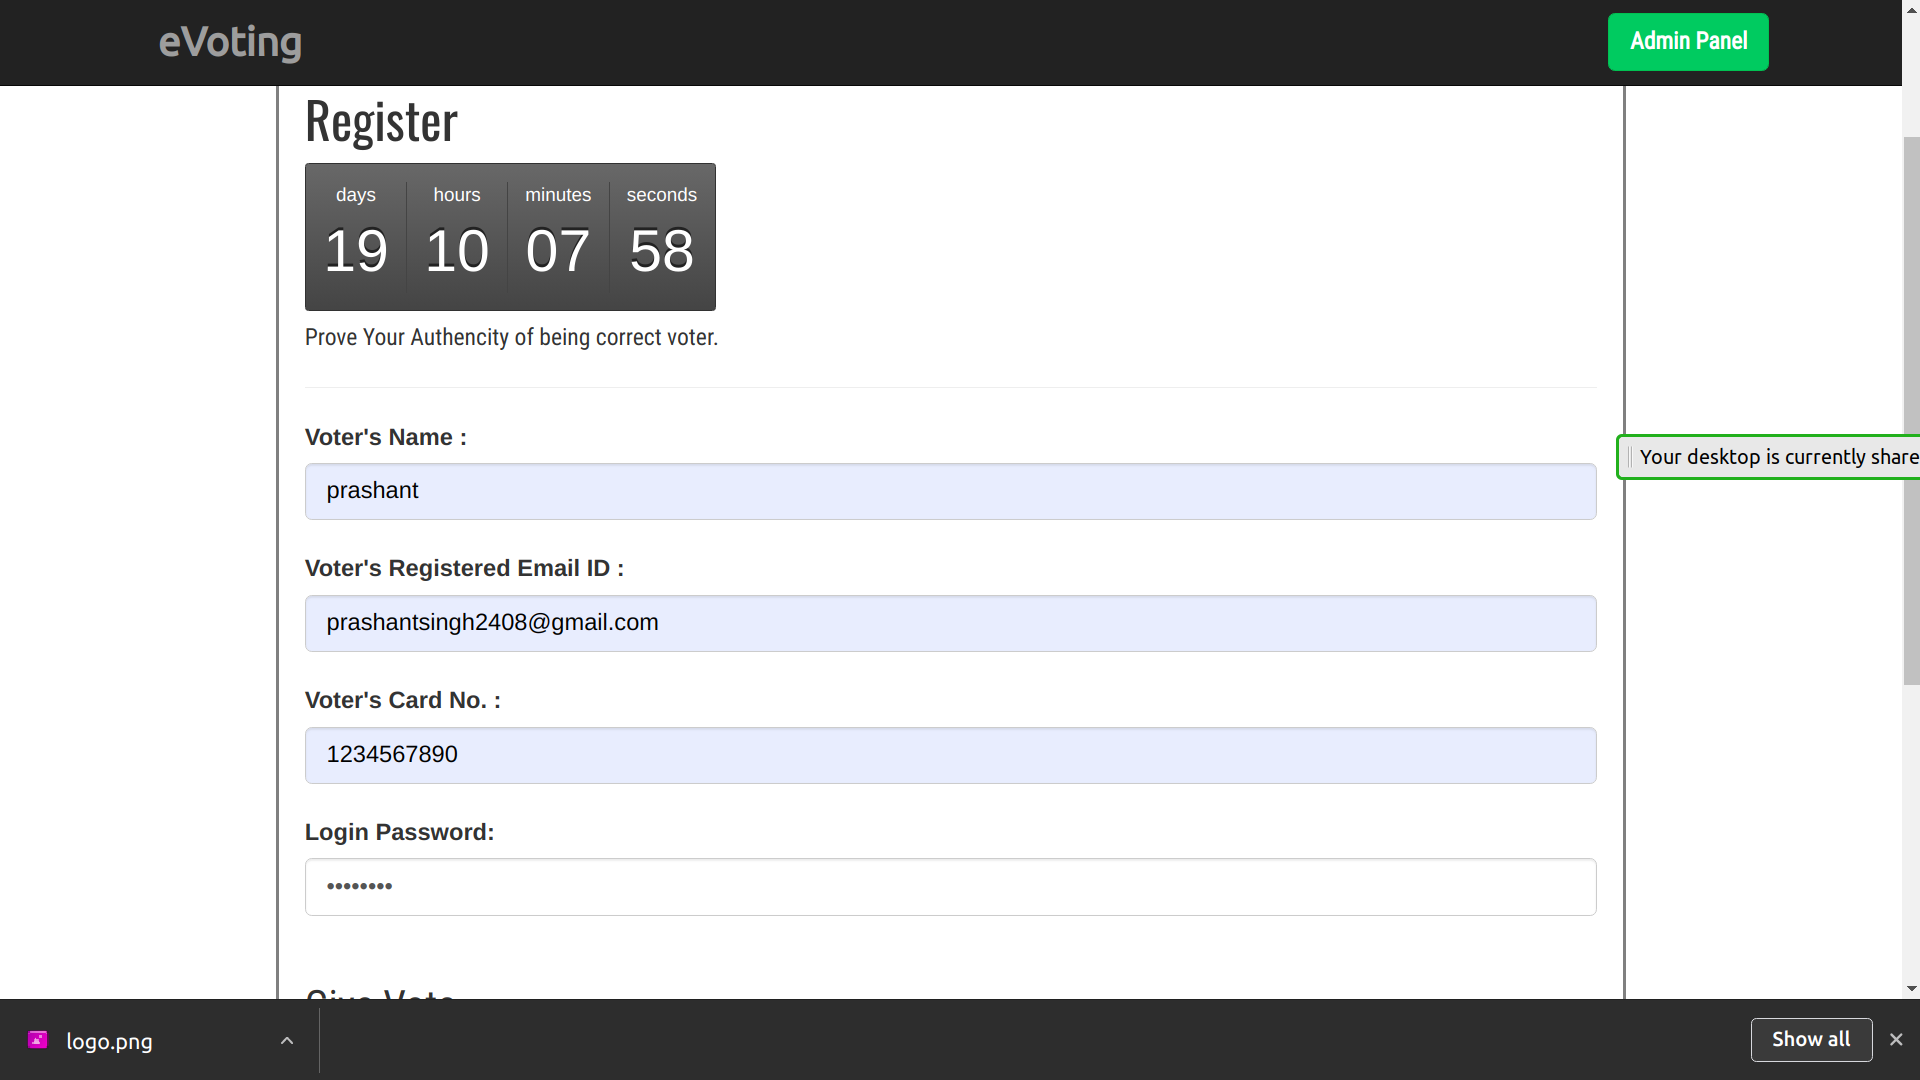 eVoting
Admin Panel
Register
days hours minutes seconds
19 10 07 58
Prove Your Authencity of being correct voter.
Voter's Name :
prashant
Your desktop is currently share
Voter's Registered Email ID :
prashantsingh2408@gmail.com
Voter's Card No. :
1234567890
Login Password:
••••••••
Give Vote
logo.png
Show all